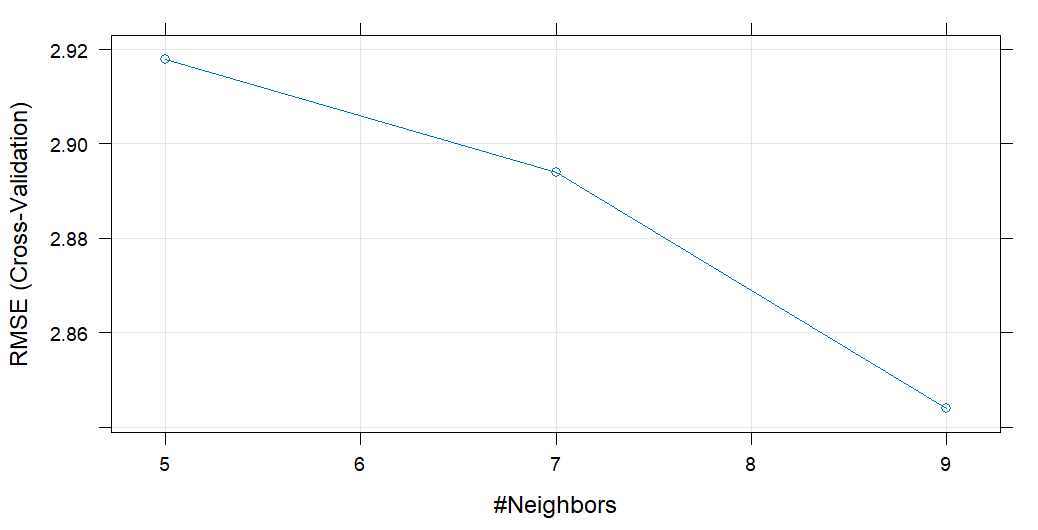 RMSE (Cross-Validation)
2.92
2.90
2.88
2.86
5 6 7 8 9
#Neighbors